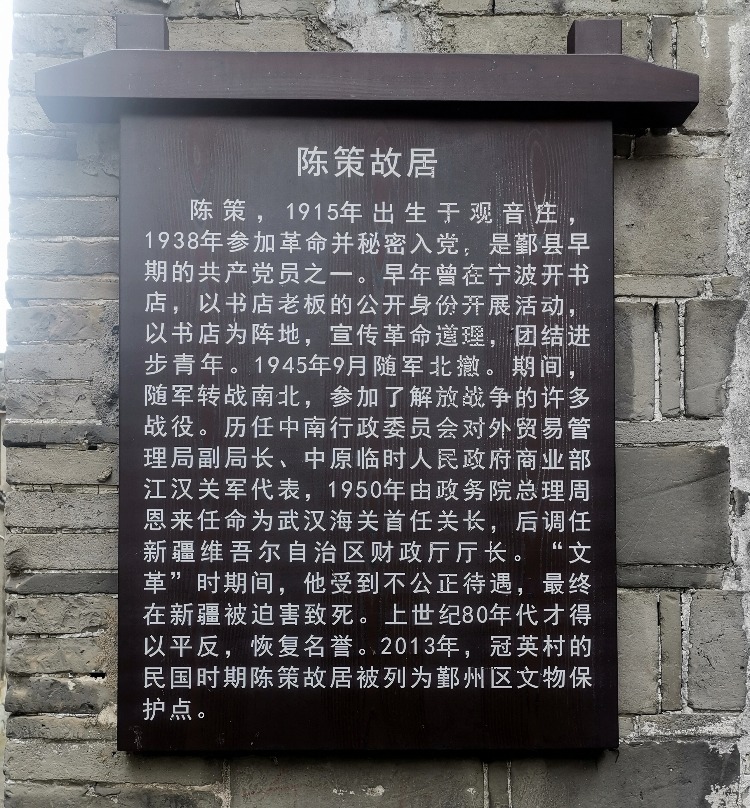 陈策故居
陈策，1915年出生于观音庄，
1938年参加革命并秘密入党，是鄞县早
期的共产党员之一。早年曾在宁波开书
店，以书店老板的公开身份开展活动，
以书店为阵地，宣传革命道理，团结进
步青年。1945年9月随军北撤。期间，
随军转战南北，参加了解放战争的许多
战役。历任中南行政委员会对外贸易管
理局副局长、中原临时人民政府商业部
江汉关军代表，1950年由政务院总理周
恩来任命为武汉海关首任关长，后调任
新疆维吾尔自治区财政厅厅长。“文
革”时期间，他受到不公正待遇，最终
在新疆被迫害致死。上世纪80年代才得
以平反，恢复名誉。2013年，冠英村的
民国时期陈策故居被列为鄞州区文物保
护点。